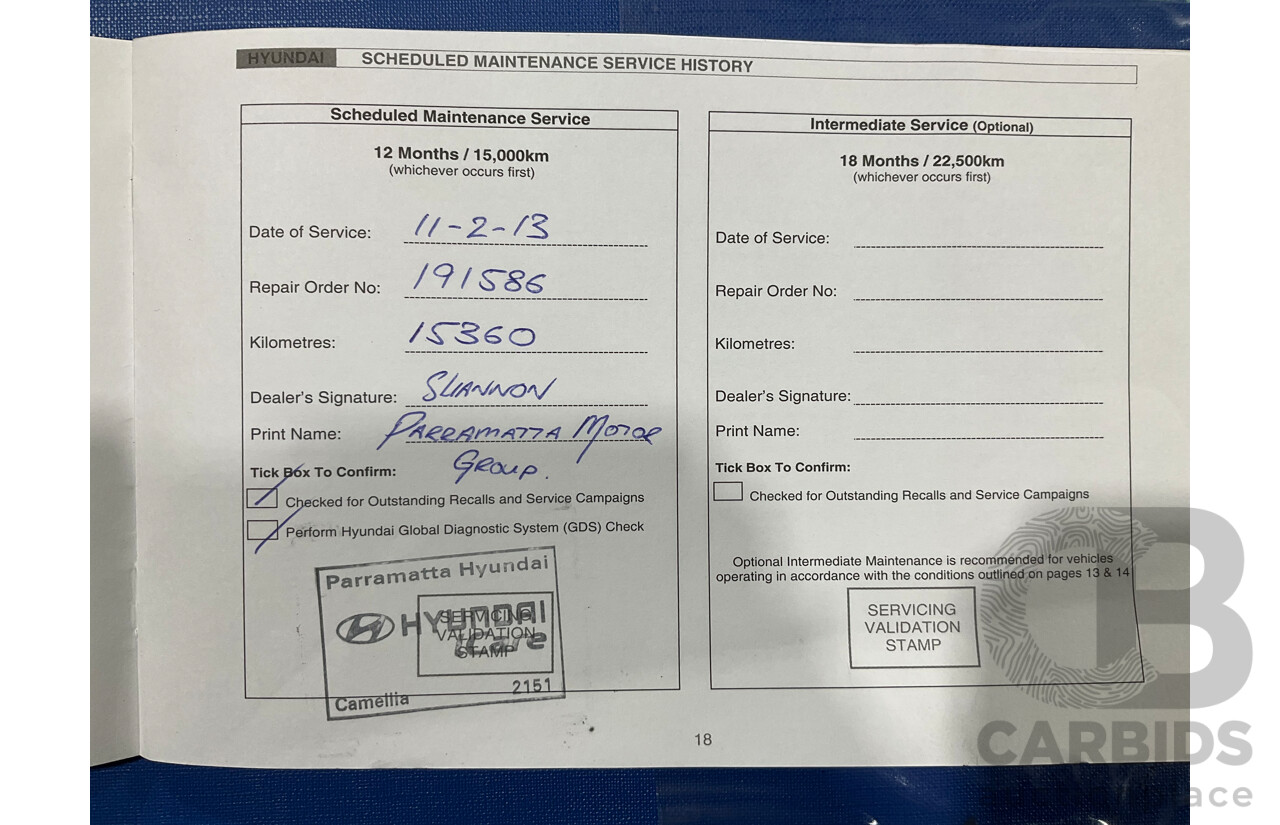 HYUNDAI SCHEDULED MAINTENANCE SERVICE HISTORY
Scheduled Maintenance Service
12 Months / 15,000km
(whichever occurs first)
Date of Service: 11-2-13
Repair Order No: 191586
Kilometres: 15360
Dealer's Signature: SHANNON
Print Name: PARRAMATTA MOTOR
GROUP.
Tick Box To Confirm:
Checked for Outstanding Recalls and Service Campaigns
Perform Hyundai Global Diagnostic System (GDS) Check
Parramatta Hyundai
HYUNDAI
iCare
SERVICING
VALIDATION
STAMP
Camellia 2151
Intermediate Service (Optional)
18 Months / 22,500km
(whichever occurs first)
Date of Service:
Repair Order No:
Kilometres:
Dealer's Signature:
Print Name:
Tick Box To Confirm:
Checked for Outstanding Recalls and Service Campaigns
Optional Intermediate Maintenance is recommended for vehicles
operating in accordance with the conditions outlined on pages 13 & 14
SERVICING
VALIDATION
STAMP
18
CB
CARBIDS